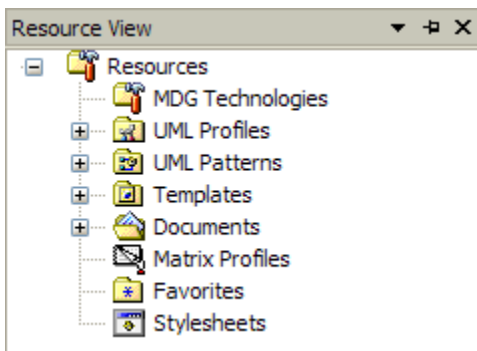 Resource View
Resources
MDG Technologies
UML Profiles
UML Patterns
Templates
Documents
Matrix Profiles
Favorites
Stylesheets